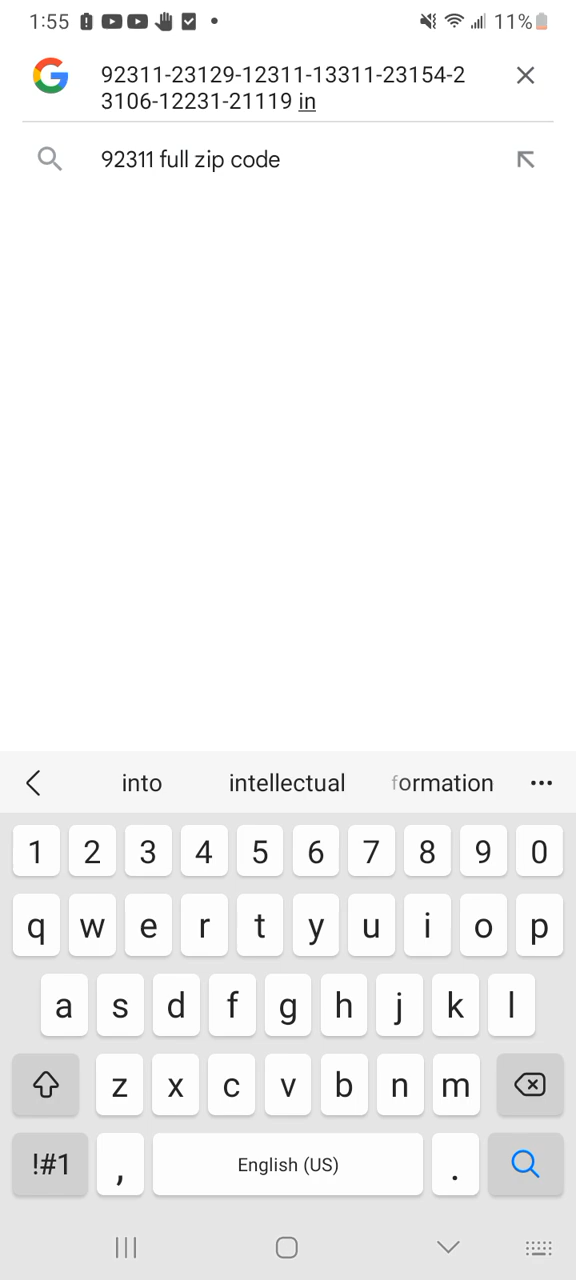 1:55 11%
92311-23129-12311-13311-23154-2
3106-12231-21119 in
92311 full zip code
into intellectual formation ...
1 2 3 4 5 6 7 8 9 0
q w e r t y u i o p
a s d f g h j k l
z x c v b n m
!#1 , English (US) .